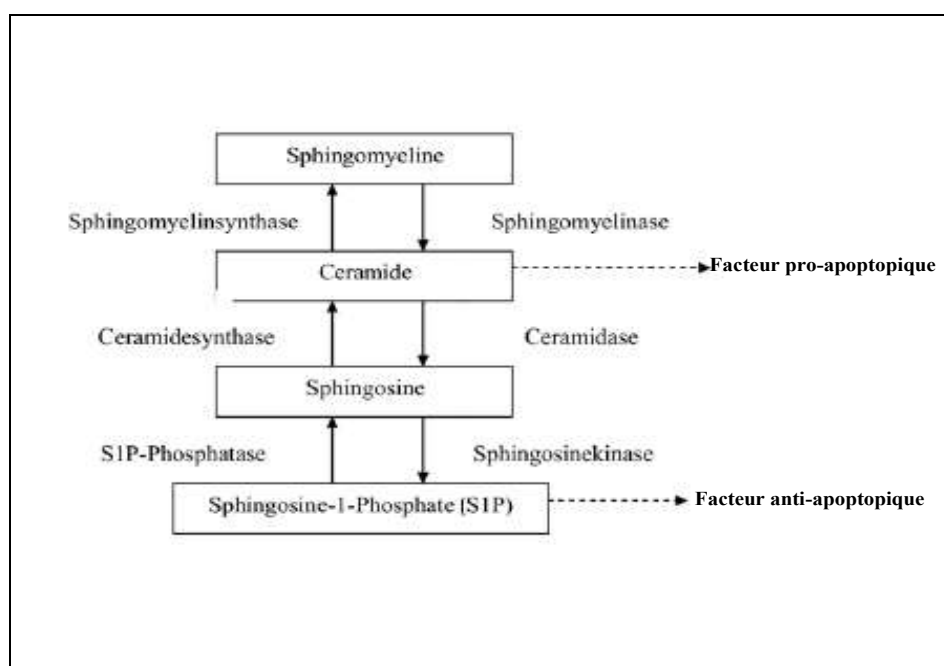 Sphingomyeline
Sphingomyelinsynthase
Sphingomyelinase
Ceramide
Facteur pro-apoptopique
Ceramidesynthase
Ceramidase
Sphingosine
S1P-Phosphatase
Sphingosinekinase
Sphingosine-1-Phosphate (S1P)
Facteur anti-apoptopique